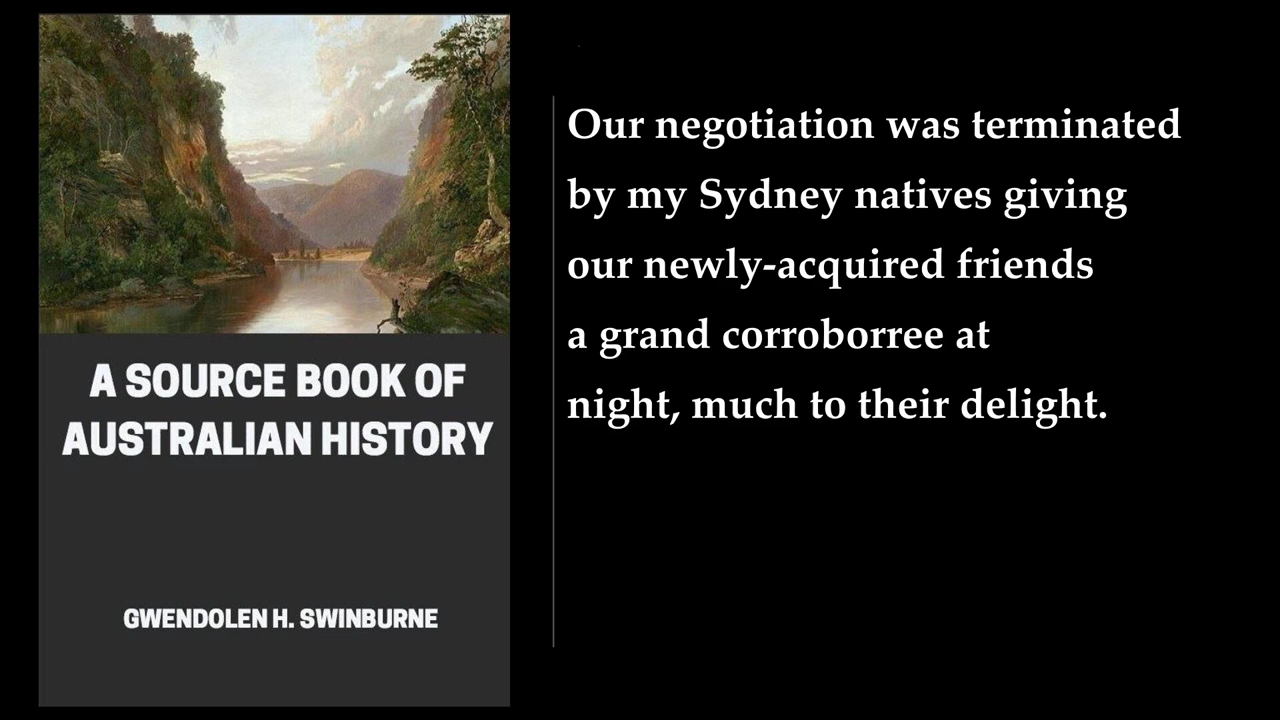 A SOURCE BOOK OF
AUSTRALIAN HISTORY
GWENDOLEN H. SWINBURNE
Our negotiation was terminated
by my Sydney natives giving
our newly-acquired friends
a grand corroborree at
night, much to their delight.